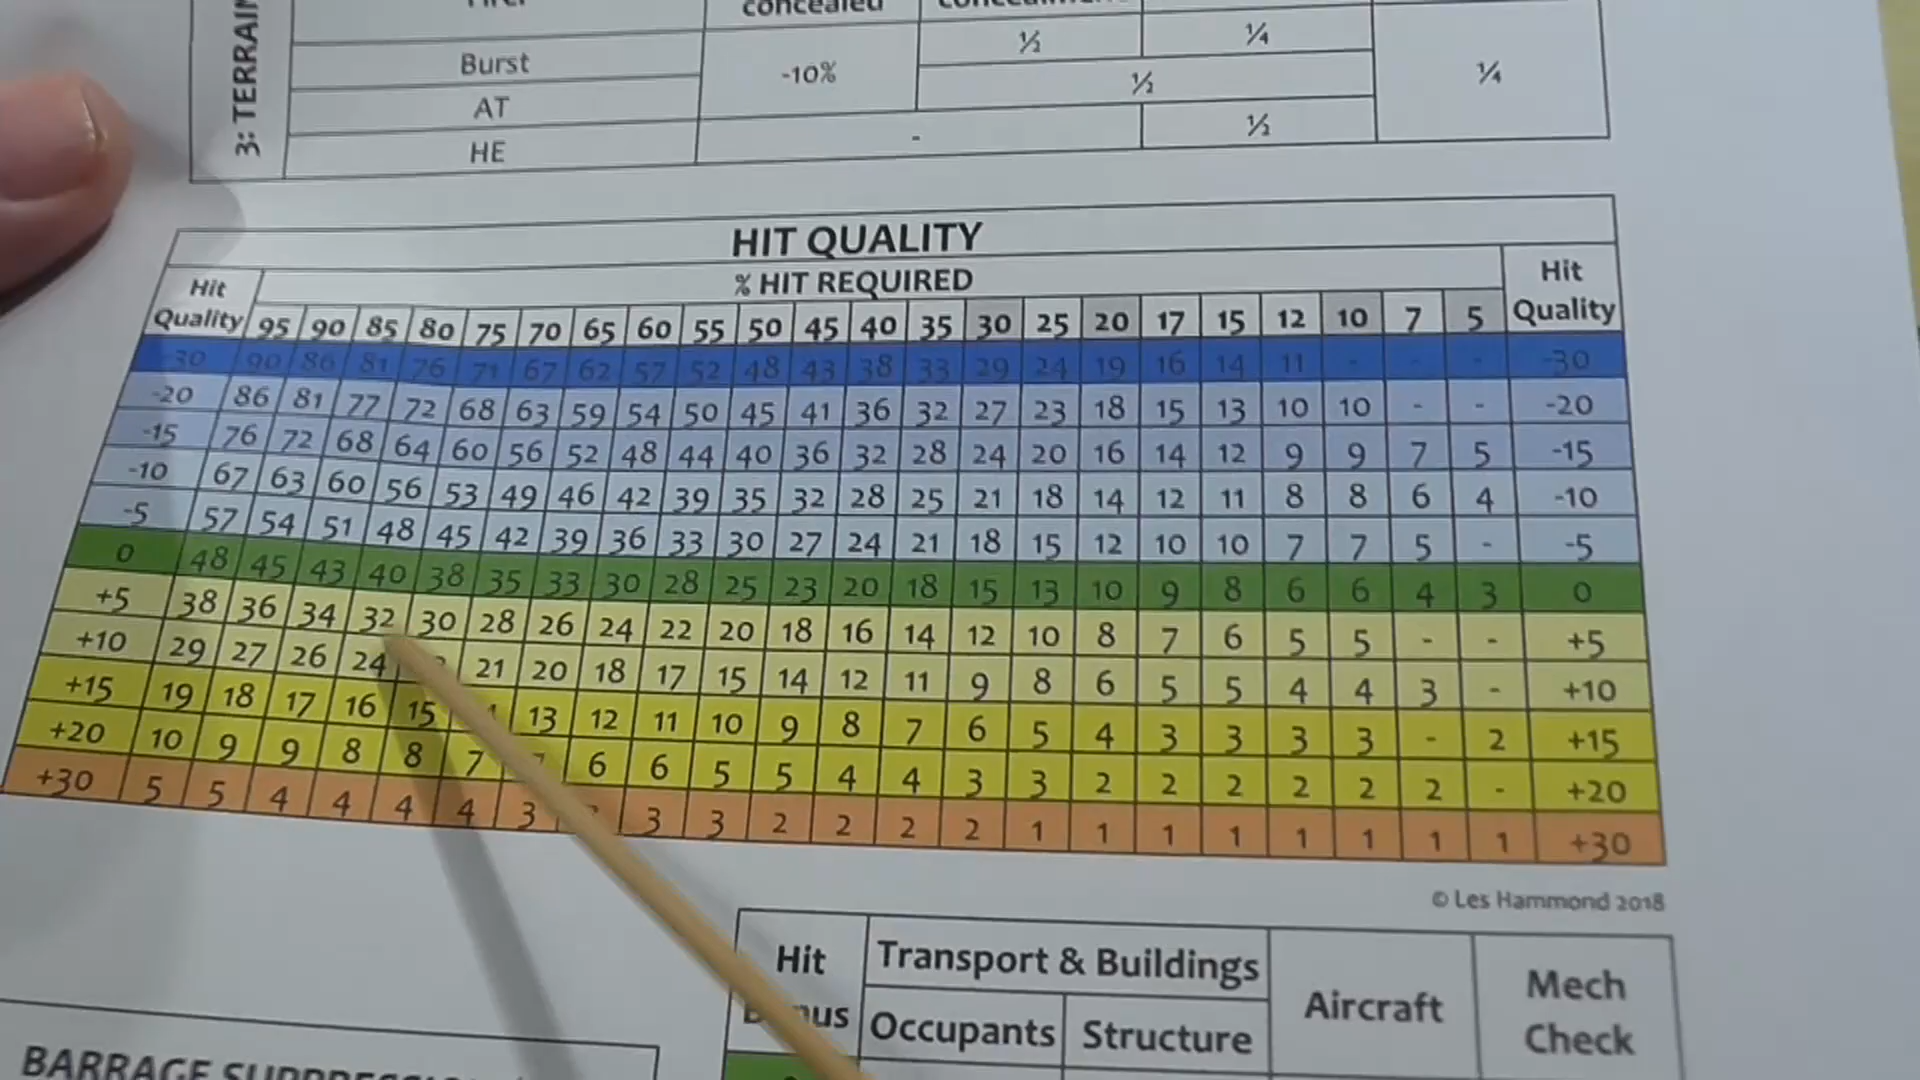 concealed
3: TERRAIN
Burst -10% ½ ¼ ¼
AT ½
HE - ½
HIT QUALITY
Hit % HIT REQUIRED Hit
Quality 95 90 85 80 75 70 65 60 55 50 45 40 35 30 25 20 17 15 12 10 7 5 Quality
-30 90 86 81 76 71 67 62 57 52 48 43 38 33 29 24 19 16 14 11 - - - -30
-20 86 81 77 72 68 63 59 54 50 45 41 36 32 27 23 18 15 13 10 10 - - -20
-15 76 72 68 64 60 56 52 48 44 40 36 32 28 24 20 16 14 12 9 9 7 5 -15
-10 67 63 60 56 53 49 46 42 39 35 32 28 25 21 18 14 12 11 8 8 6 4 -10
-5 57 54 51 48 45 42 39 36 33 30 27 24 21 18 15 12 10 10 7 7 5 - -5
0 48 45 43 40 38 35 33 30 28 25 23 20 18 15 13 10 9 8 6 6 4 3 0
+5 38 36 34 32 30 28 26 24 22 20 18 16 14 12 10 8 7 6 5 5 - - +5
+10 29 27 26 24 21 20 18 17 15 14 12 11 9 8 6 5 5 4 4 3 - +10
+15 19 18 17 16 15 13 12 11 10 9 8 7 6 5 4 3 3 3 3 - 2 +15
+20 10 9 9 8 8 7 6 6 5 5 4 4 3 3 2 2 2 2 2 2 - +20
+30 5 5 4 4 4 4 3 3 3 2 2 2 2 1 1 1 1 1 1 1 1 +30
© Les Hammond 2018
Hit Transport & Buildings Aircraft Mech
Occupants Structure Check
BARRAGE